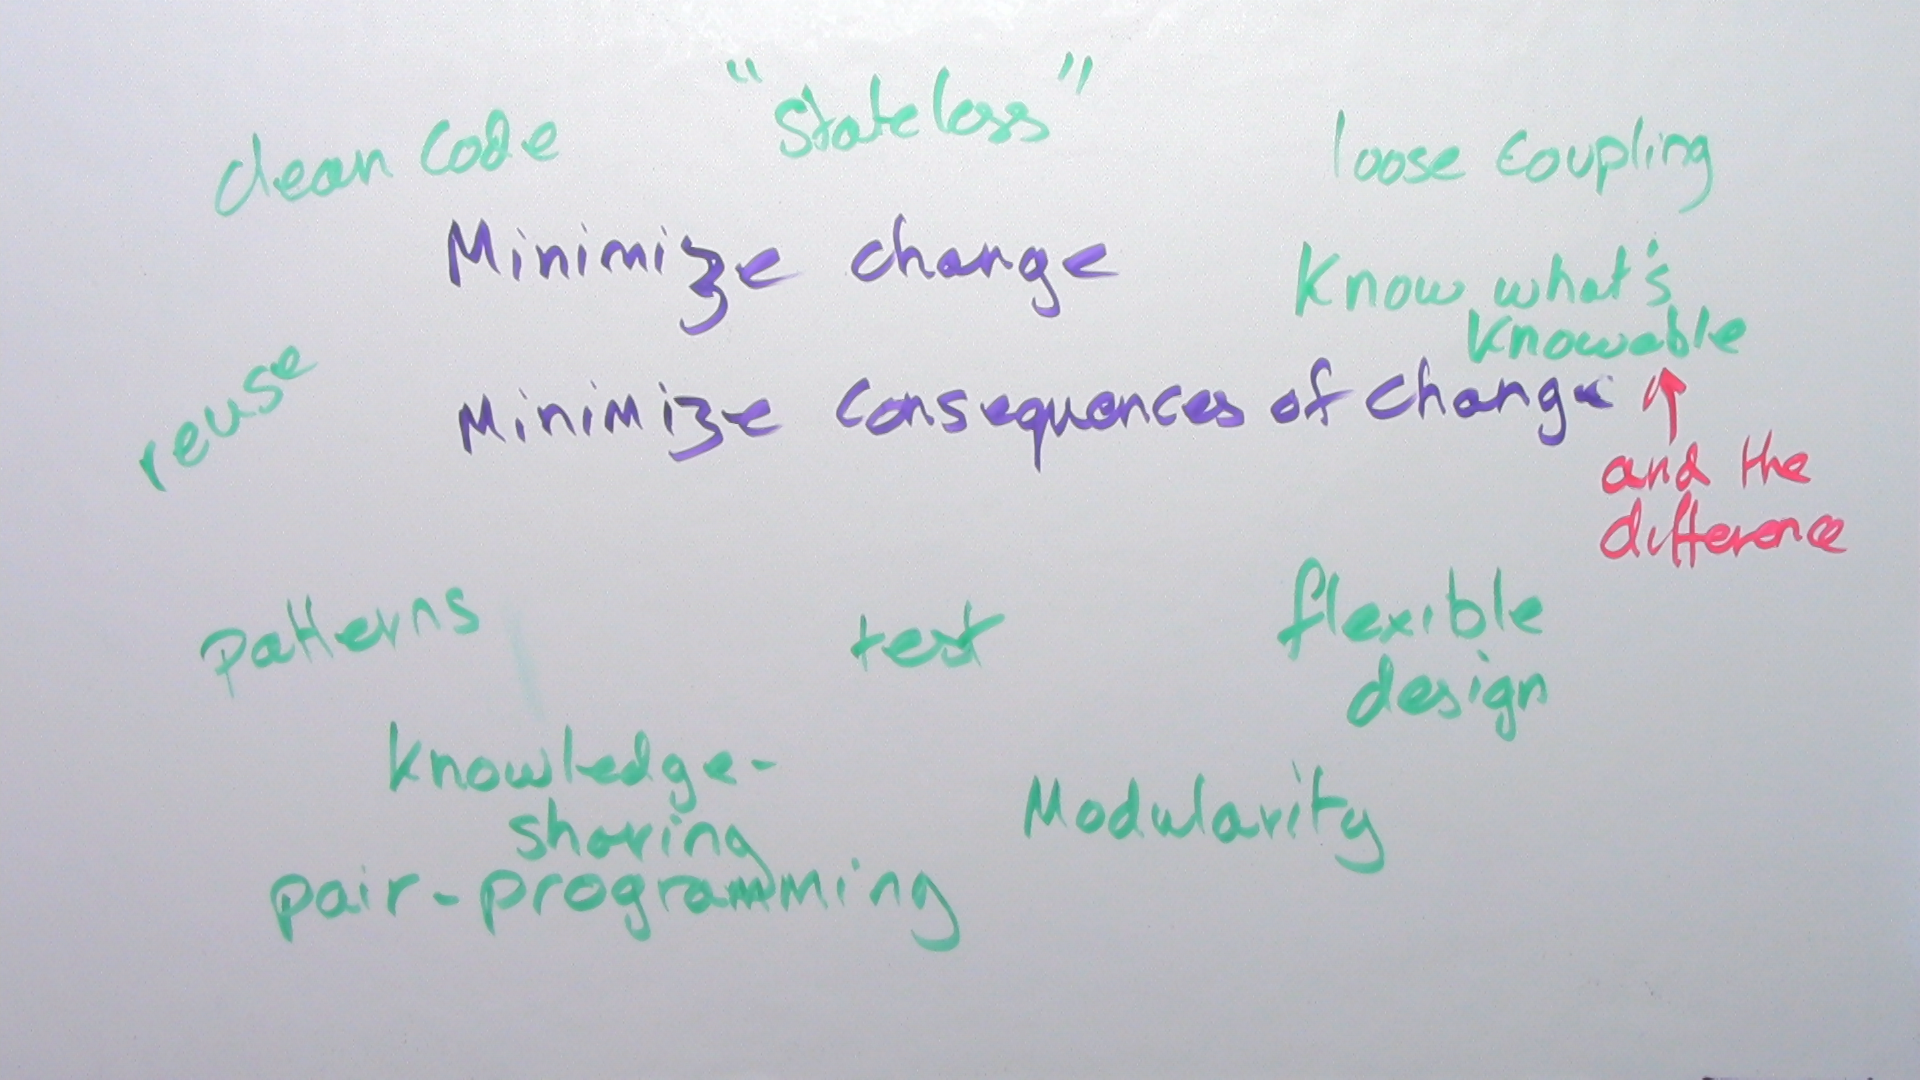 "Stateless"
clean code
loose coupling
Minimize change
Know what's
knowable
reuse
Minimize consequences of change
and the
difference
patterns
test
flexible
design
knowledge-
sharing
Modularity
pair-programming